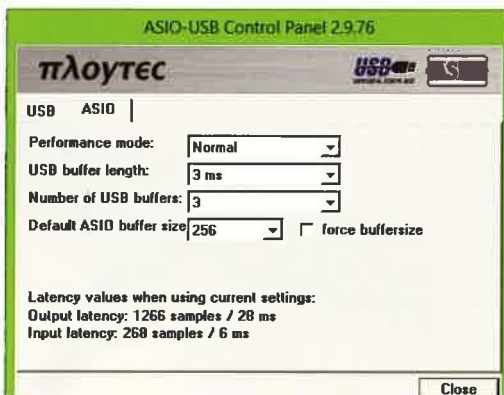 ASIO-USB Control Panel 2.9.76
πλογτεc
USB
USB ASIO
Performance mode: Normal
USB buffer length: 3 ms
Number of USB buffers: 3
Default ASIO buffer size 256 force buffersize
Latency values when using current settings:
Output latency: 1266 samples / 28 ms
Input latency: 268 samples / 6 ms
Close